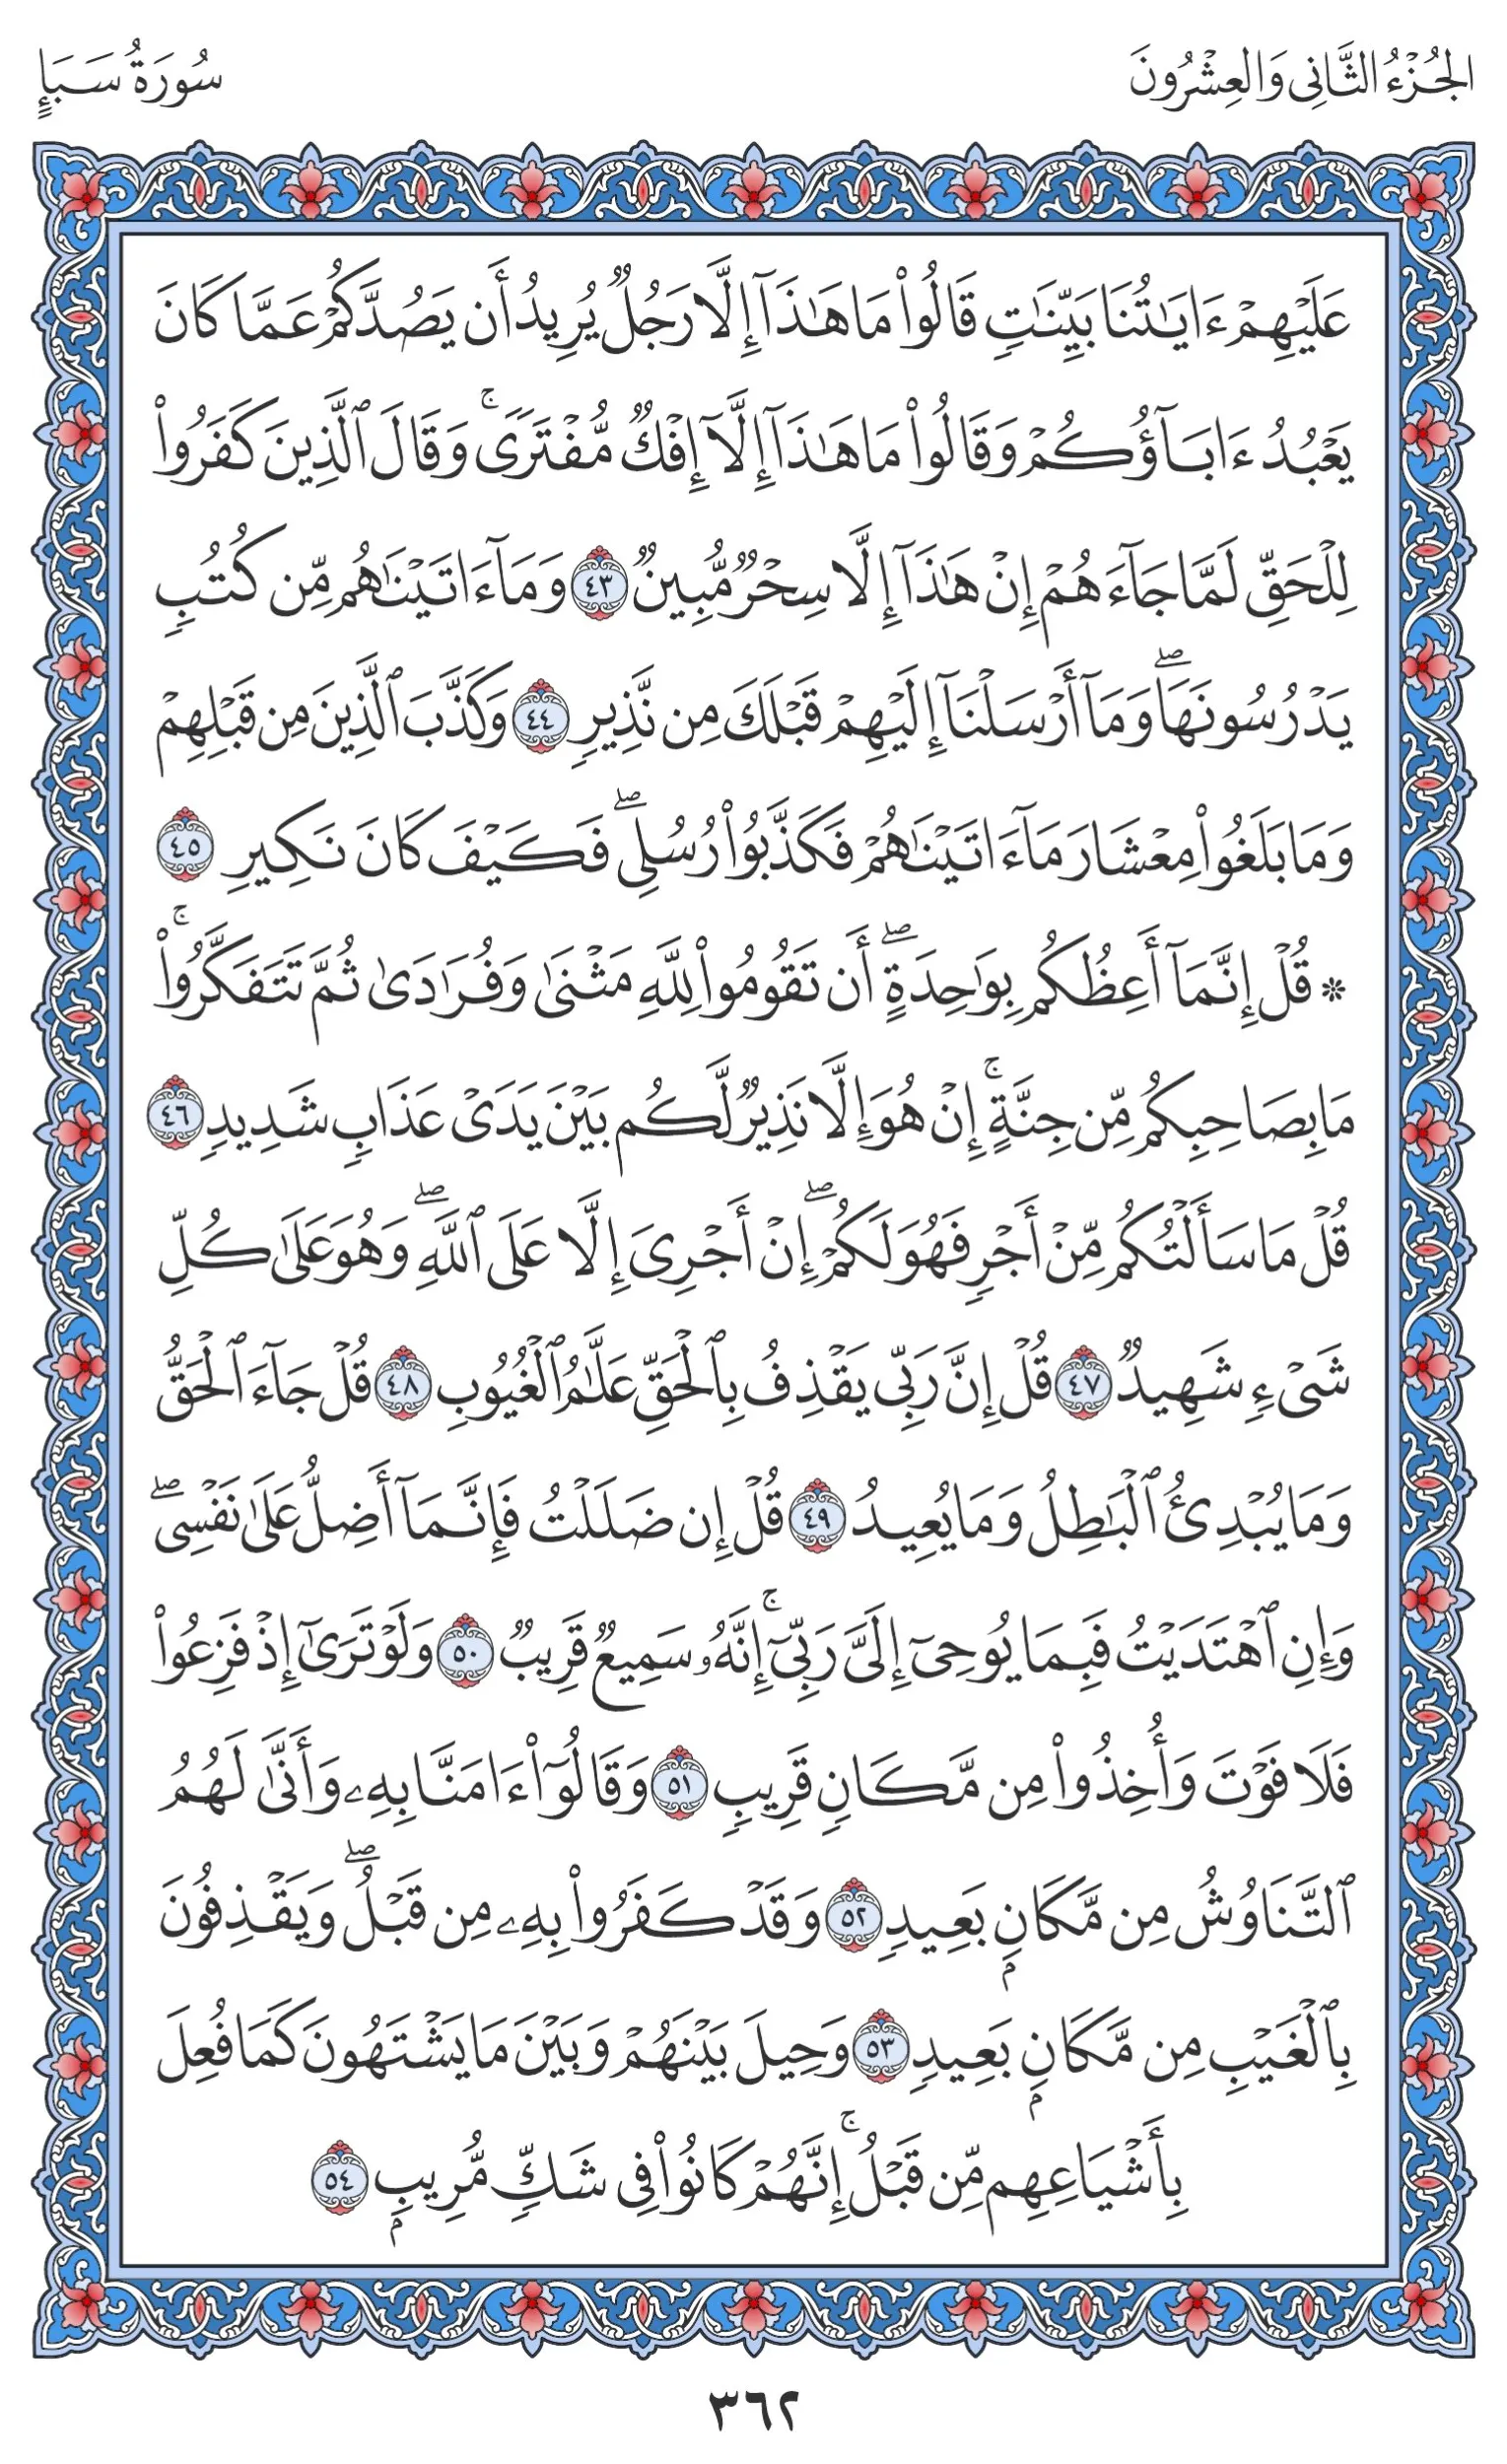 الجُزْءُ الثَّانِي وَالعِشْرُونَ
سُورَةُ سَبَإٍ
عَلَيْهِمْ ءَايَـٰتُنَا بَيِّنَـٰتٍ قَالُوا۟ مَا هَـٰذَآ إِلَّا رَجُلٌ يُرِيدُ أَن يَصُدَّكُمْ عَمَّا كَانَ
يَعْبُدُ ءَابَآؤُكُمْ وَقَالُوا۟ مَا هَـٰذَآ إِلَّآ إِفْكٌ مُّفْتَرًى ۚ وَقَالَ ٱلَّذِينَ كَفَرُوا۟
لِلْحَقِّ لَمَّا جَآءَهُمْ إِنْ هَـٰذَآ إِلَّا سِحْرٌ مُّبِينٌ ٤٣ وَمَآ ءَاتَيْنَـٰهُم مِّن كُتُبٍ
يَدْرُسُونَهَا ۖ وَمَآ أَرْسَلْنَآ إِلَيْهِمْ قَبْلَكَ مِن نَّذِيرٍ ٤٤ وَكَذَّبَ ٱلَّذِينَ مِن قَبْلِهِمْ
وَمَا بَلَغُوا۟ مِعْشَارَ مَآ ءَاتَيْنَـٰهُمْ فَكَذَّبُوا۟ رُسُلِى ۖ فَكَيْفَ كَانَ نَكِيرِ ٤٥
۞ قُلْ إِنَّمَآ أَعِظُكُم بِوَٰحِدَةٍ ۖ أَن تَقُومُوا۟ لِلَّهِ مَثْنَىٰ وَفُرَٰدَىٰ ثُمَّ تَتَفَكَّرُوا۟ ۚ
مَا بِصَاحِبِكُم مِّن جِنَّةٍ ۚ إِنْ هُوَ إِلَّا نَذِيرٌ لَّكُم بَيْنَ يَدَىْ عَذَابٍ شَدِيدٍ ٤٦
قُلْ مَا سَأَلْتُكُم مِّنْ أَجْرٍ فَهُوَ لَكُمْ ۖ إِنْ أَجْرِىَ إِلَّا عَلَى ٱللَّهِ ۖ وَهُوَ عَلَىٰ كُلِّ
شَىْءٍ شَهِيدٌ ٤٧ قُلْ إِنَّ رَبِّى يَقْذِفُ بِٱلْحَقِّ عَلَّـٰمُ ٱلْغُيُوبِ ٤٨ قُلْ جَآءَ ٱلْحَقُّ
وَمَا يُبْدِئُ ٱلْبَـٰطِلُ وَمَا يُعِيدُ ٤٩ قُلْ إِن ضَلَلْتُ فَإِنَّمَآ أَضِلُّ عَلَىٰ نَفْسِى ۖ
وَإِنِ ٱهْتَدَيْتُ فَبِمَا يُوحِىٓ إِلَىَّ رَبِّىٓ ۚ إِنَّهُۥ سَمِيعٌ قَرِيبٌ ٥٠ وَلَوْ تَرَىٰٓ إِذْ فَزِعُوا۟
فَلَا فَوْتَ وَأُخِذُوا۟ مِن مَّكَانٍ قَرِيبٍ ٥١ وَقَالُوٓا۟ ءَامَنَّا بِهِۦ وَأَنَّىٰ لَهُمُ
ٱلتَّنَاوُشُ مِن مَّكَانٍۭ بَعِيدٍ ٥٢ وَقَدْ كَفَرُوا۟ بِهِۦ مِن قَبْلُ ۖ وَيَقْذِفُونَ
بِٱلْغَيْبِ مِن مَّكَانٍۭ بَعِيدٍ ٥٣ وَحِيلَ بَيْنَهُمْ وَبَيْنَ مَا يَشْتَهُونَ كَمَا فُعِلَ
بِأَشْيَاعِهِم مِّن قَبْلُ ۚ إِنَّهُمْ كَانُوا۟ فِى شَكٍّ مُّرِيبٍۭ ٥٤
٣٦٢...